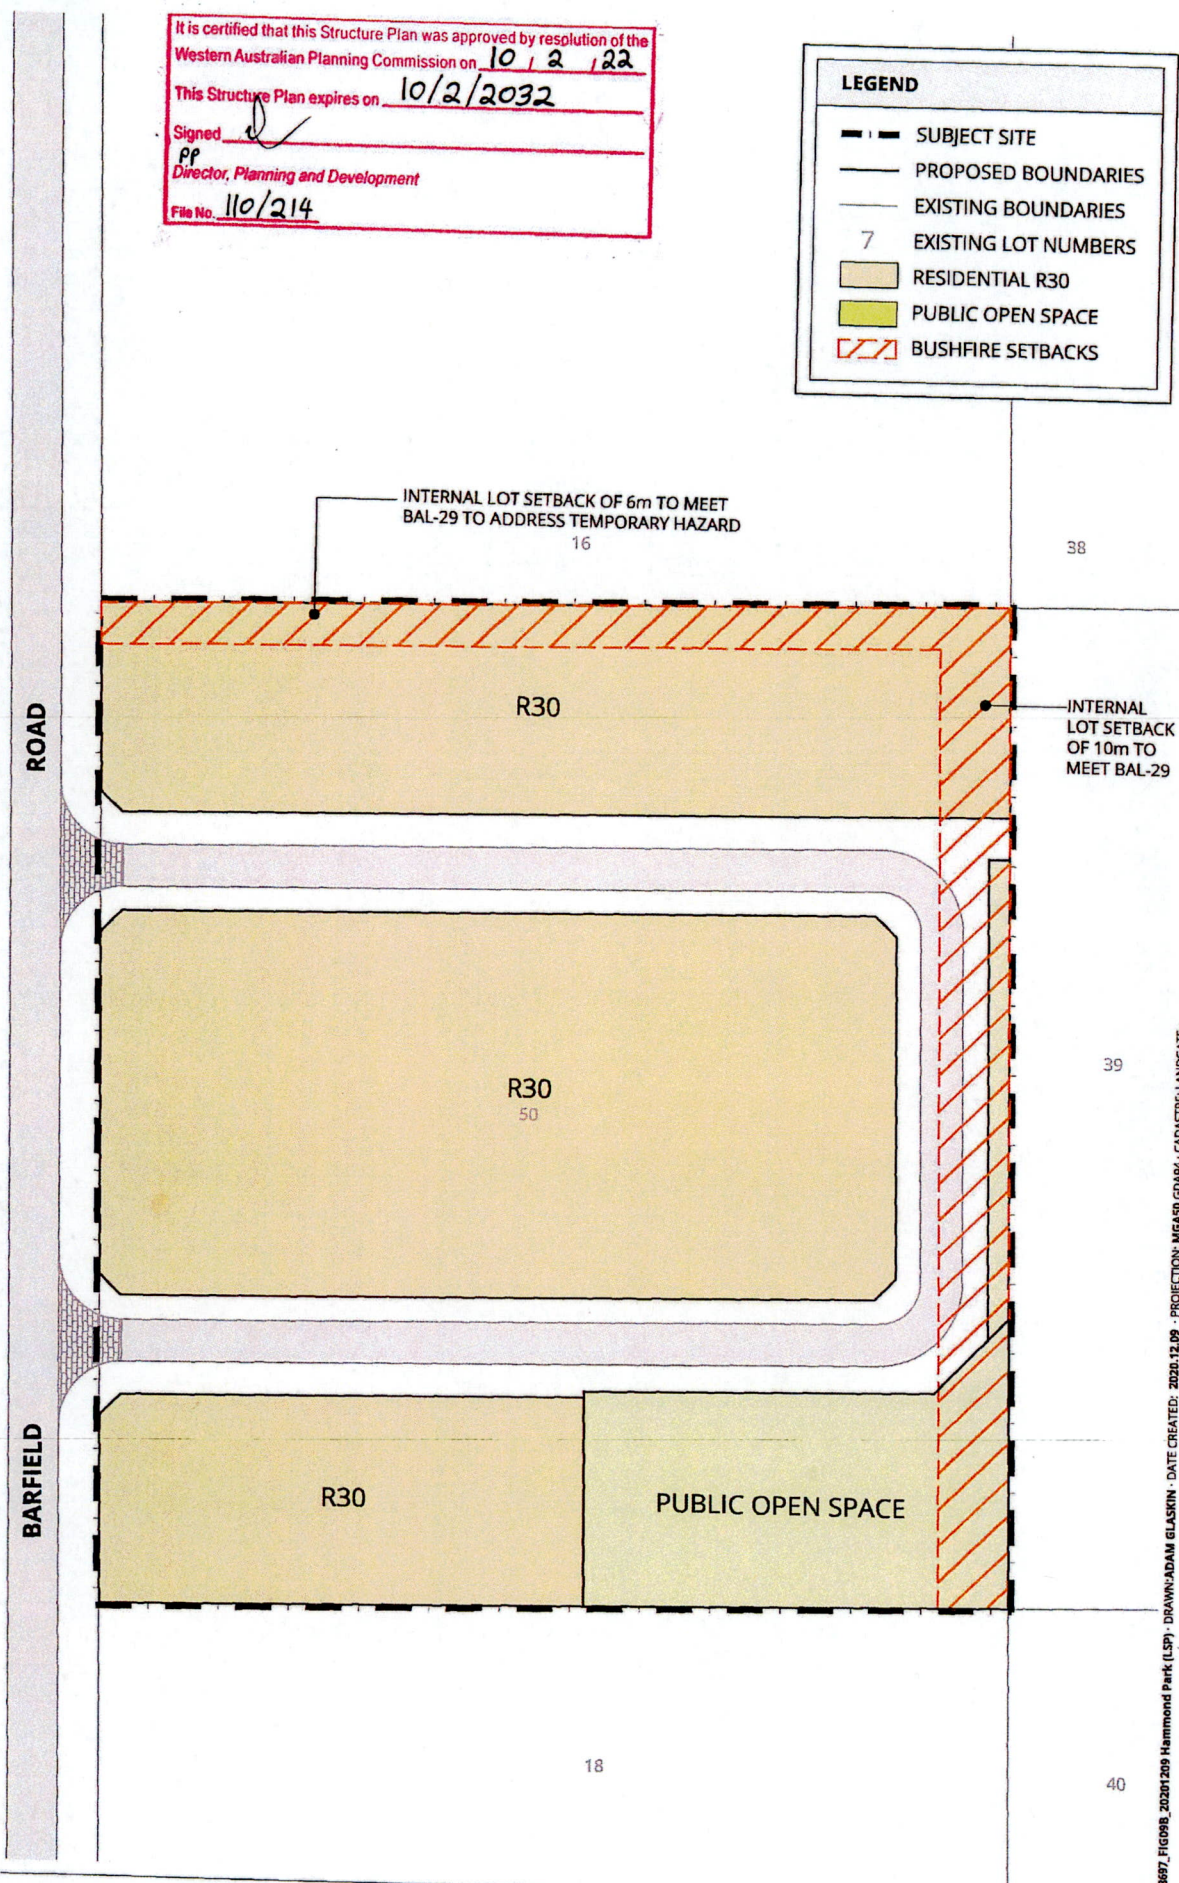 It is certified that this Structure Plan was approved by resolution of the
Western Australian Planning Commission on 10 / 2 / 22
This Structure Plan expires on 10/2/2032
Signed
PP
Director, Planning and Development
File No. 110/214
LEGEND
SUBJECT SITE
PROPOSED BOUNDARIES
EXISTING BOUNDARIES
7 EXISTING LOT NUMBERS
RESIDENTIAL R30
PUBLIC OPEN SPACE
BUSHFIRE SETBACKS
INTERNAL LOT SETBACK OF 6m TO MEET
BAL-29 TO ADDRESS TEMPORARY HAZARD
16
38
R30
INTERNAL
LOT SETBACK
OF 10m TO
MEET BAL-29
ROAD
R30
50
39
BARFIELD
R30
PUBLIC OPEN SPACE
18
40
3697_FIG09B_20201209 Hammond Park (LSP) · DRAWN: ADAM GLASKIN · DATE CREATED: 2020.12.09 · PROJECTION: MGA50 GDA94 · CADASTRE: LANDGATE